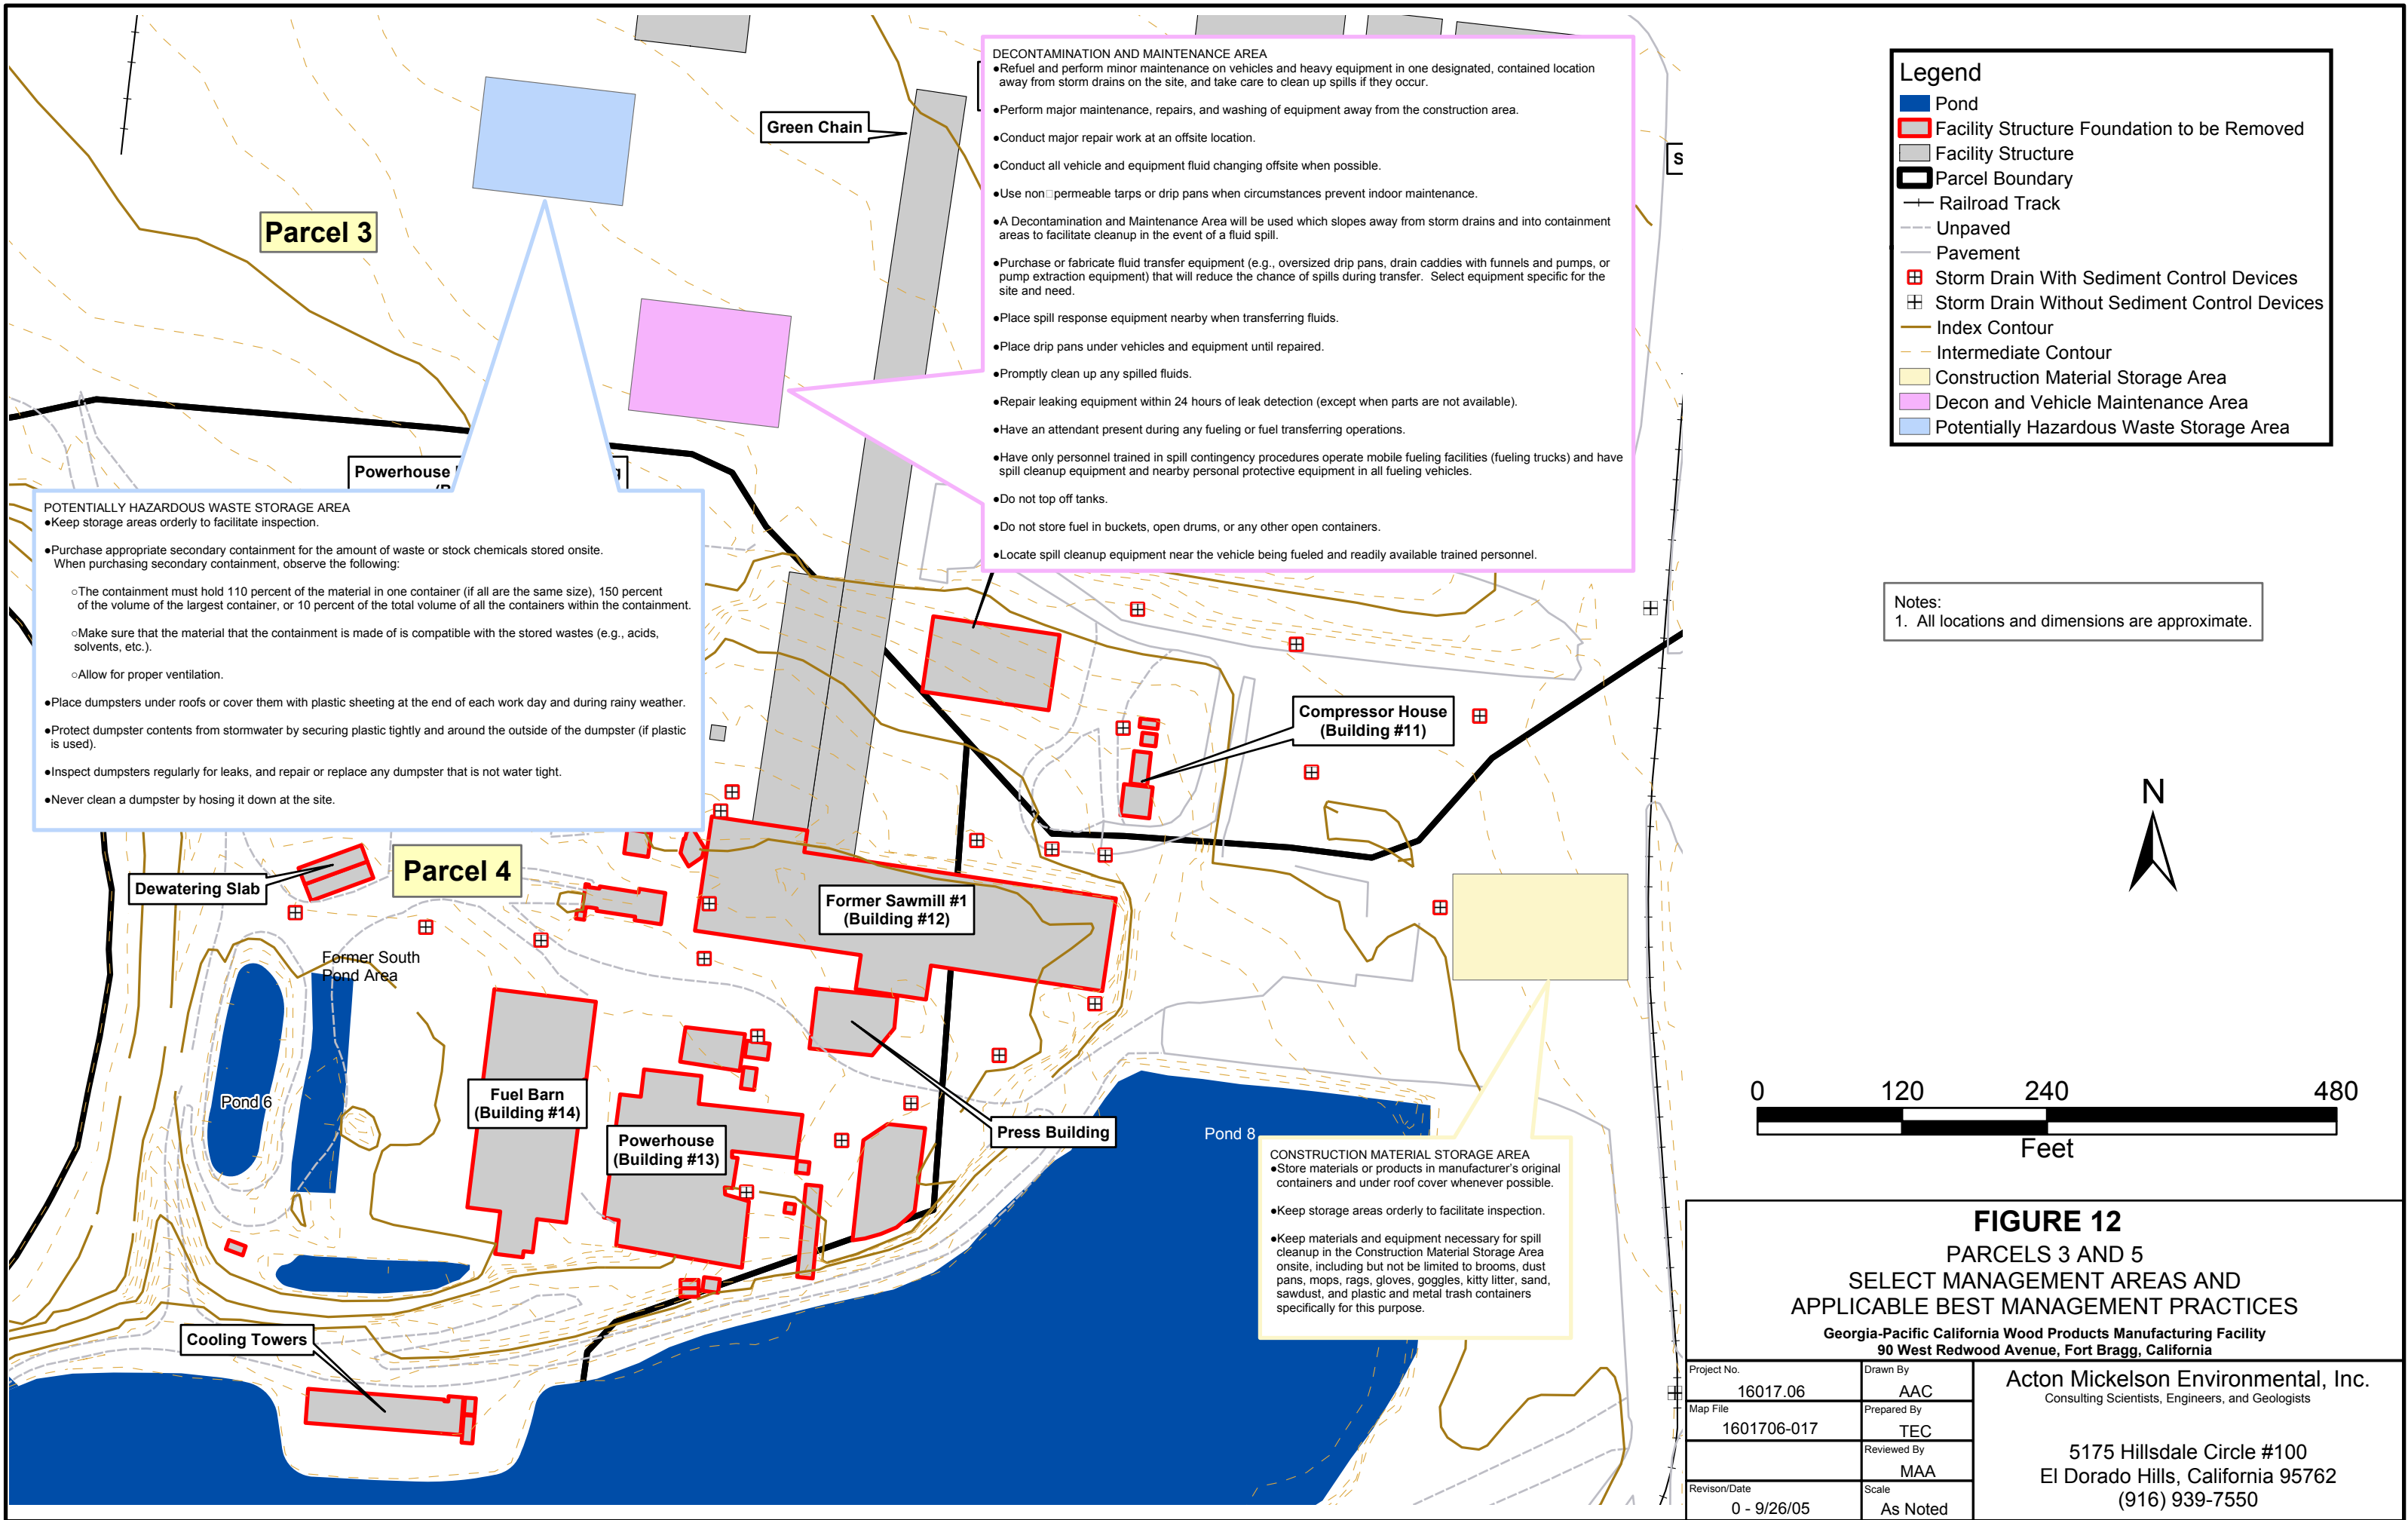 DECONTAMINATION AND MAINTENANCE AREA
●Refuel and perform minor maintenance on vehicles and heavy equipment in one designated, contained location
away from storm drains on the site, and take care to clean up spills if they occur.
●Perform major maintenance, repairs, and washing of equipment away from the construction area.
●Conduct major repair work at an offsite location.
●Conduct all vehicle and equipment fluid changing offsite when possible.
●Use non□permeable tarps or drip pans when circumstances prevent indoor maintenance.
●A Decontamination and Maintenance Area will be used which slopes away from storm drains and into containment
areas to facilitate cleanup in the event of a fluid spill.
●Purchase or fabricate fluid transfer equipment (e.g., oversized drip pans, drain caddies with funnels and pumps, or
pump extraction equipment) that will reduce the chance of spills during transfer. Select equipment specific for the
site and need.
●Place spill response equipment nearby when transferring fluids.
●Place drip pans under vehicles and equipment until repaired.
●Promptly clean up any spilled fluids.
●Repair leaking equipment within 24 hours of leak detection (except when parts are not available).
●Have an attendant present during any fueling or fuel transferring operations.
●Have only personnel trained in spill contingency procedures operate mobile fueling facilities (fueling trucks) and have
spill cleanup equipment and nearby personal protective equipment in all fueling vehicles.
●Do not top off tanks.
●Do not store fuel in buckets, open drums, or any other open containers.
●Locate spill cleanup equipment near the vehicle being fueled and readily available trained personnel.
Green Chain
S
Parcel 3
Powerhouse
POTENTIALLY HAZARDOUS WASTE STORAGE AREA
●Keep storage areas orderly to facilitate inspection.
●Purchase appropriate secondary containment for the amount of waste or stock chemicals stored onsite.
When purchasing secondary containment, observe the following:
○The containment must hold 110 percent of the material in one container (if all are the same size), 150 percent
of the volume of the largest container, or 10 percent of the total volume of all the containers within the containment.
○Make sure that the material that the containment is made of is compatible with the stored wastes (e.g., acids,
solvents, etc.).
○Allow for proper ventilation.
●Place dumpsters under roofs or cover them with plastic sheeting at the end of each work day and during rainy weather.
●Protect dumpster contents from stormwater by securing plastic tightly and around the outside of the dumpster (if plastic
is used).
●Inspect dumpsters regularly for leaks, and repair or replace any dumpster that is not water tight.
●Never clean a dumpster by hosing it down at the site.
Compressor House
(Building #11)
Dewatering Slab
Parcel 4
Former Sawmill #1
(Building #12)
Former South
Pond Area
Pond 6
Fuel Barn
(Building #14)
Powerhouse
(Building #13)
Press Building
Pond 8
CONSTRUCTION MATERIAL STORAGE AREA
●Store materials or products in manufacturer's original
containers and under roof cover whenever possible.
●Keep storage areas orderly to facilitate inspection.
●Keep materials and equipment necessary for spill
cleanup in the Construction Material Storage Area
onsite, including but not be limited to brooms, dust
pans, mops, rags, gloves, goggles, kitty litter, sand,
sawdust, and plastic and metal trash containers
specifically for this purpose.
Cooling Towers
Legend
Pond
Facility Structure Foundation to be Removed
Facility Structure
Parcel Boundary
Railroad Track
Unpaved
Pavement
Storm Drain With Sediment Control Devices
Storm Drain Without Sediment Control Devices
Index Contour
Intermediate Contour
Construction Material Storage Area
Decon and Vehicle Maintenance Area
Potentially Hazardous Waste Storage Area
Notes:
1. All locations and dimensions are approximate.
N
0 120 240 480
Feet
FIGURE 12
PARCELS 3 AND 5
SELECT MANAGEMENT AREAS AND
APPLICABLE BEST MANAGEMENT PRACTICES
Georgia-Pacific California Wood Products Manufacturing Facility
90 West Redwood Avenue, Fort Bragg, California
Project No.
16017.06
Drawn By
AAC
Map File
1601706-017
Prepared By
TEC
Reviewed By
MAA
Revison/Date
0 - 9/26/05
Scale
As Noted
Acton Mickelson Environmental, Inc.
Consulting Scientists, Engineers, and Geologists
5175 Hillsdale Circle #100
El Dorado Hills, California 95762
(916) 939-7550